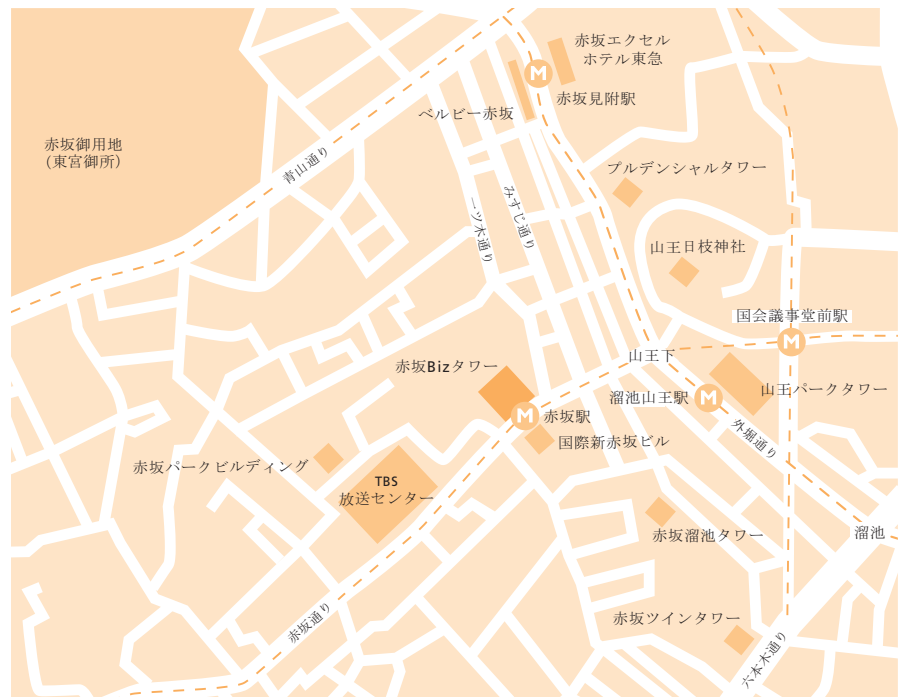 赤坂エクセル
ホテル東急
M
赤坂見附駅
ベルビー赤坂
赤坂御用地
(東宮御所)
青山通り
プルデンシャルタワー
みすじ通り
一ツ木通り
山王日枝神社
国会議事堂前駅
M
山王下
赤坂Bizタワー
山王パークタワー
溜池山王駅
M
M
赤坂駅
外堀通り
国際新赤坂ビル
赤坂パークビルディング
TBS
放送センター
赤坂溜池タワー
溜池
赤坂通り
赤坂ツインタワー
六本木通り